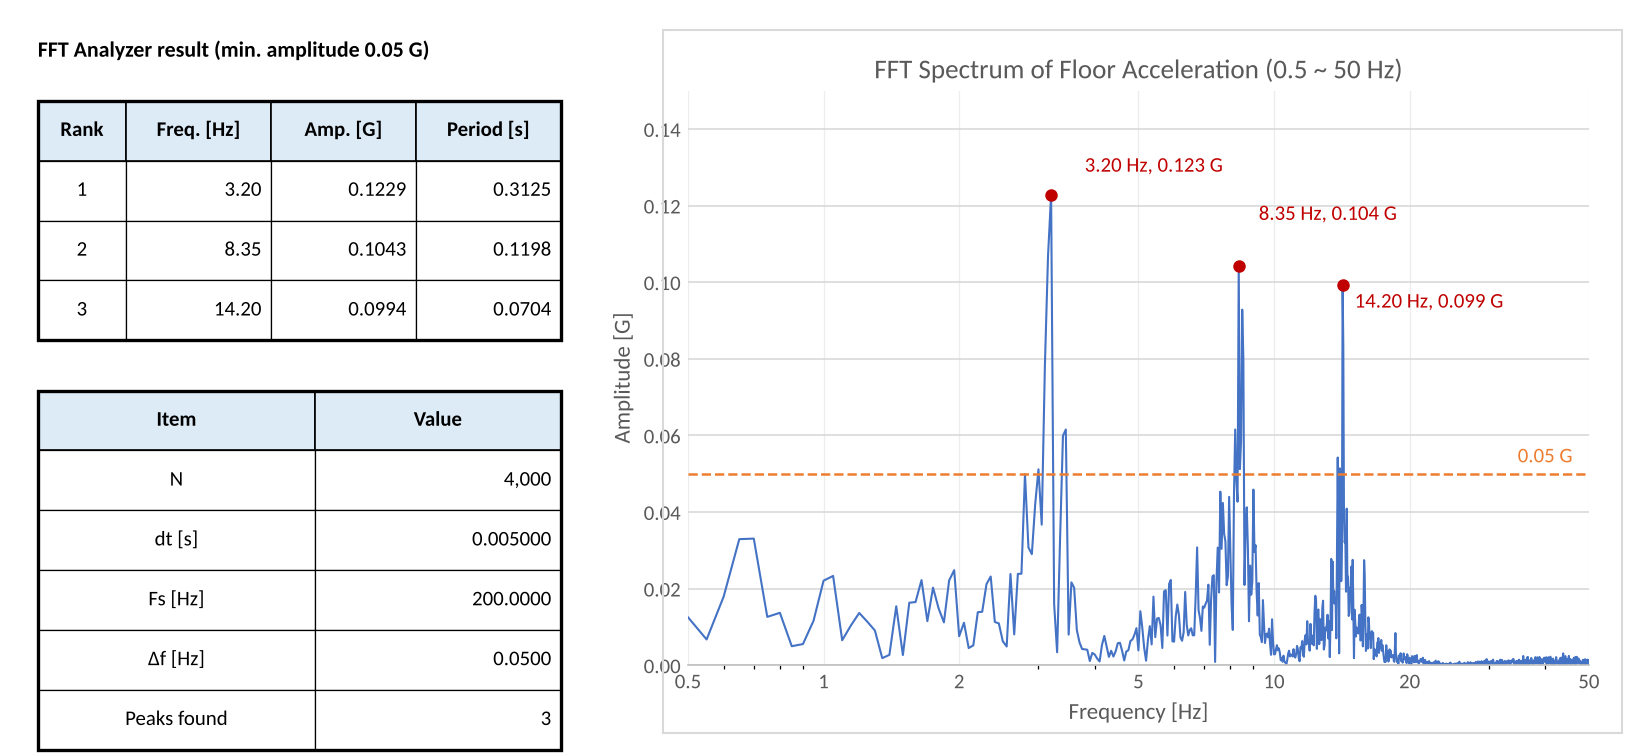 FFT Analyzer result (min. amplitude 0.05 G)
Rank Freq. [Hz] Amp. [G] Period [s]
1 3.20 0.1229 0.3125
2 8.35 0.1043 0.1198
3 14.20 0.0994 0.0704
Item Value
N 4,000
dt [s] 0.005000
Fs [Hz] 200.0000
Δf [Hz] 0.0500
Peaks found 3
FFT Spectrum of Floor Acceleration (0.5 ~ 50 Hz)
Amplitude [G]
0.14
0.12
0.10
0.08
0.06
0.04
0.02
0.00
3.20 Hz, 0.123 G
8.35 Hz, 0.104 G
14.20 Hz, 0.099 G
0.05 G
0.5 1 2 5 10 20 50
Frequency [Hz]